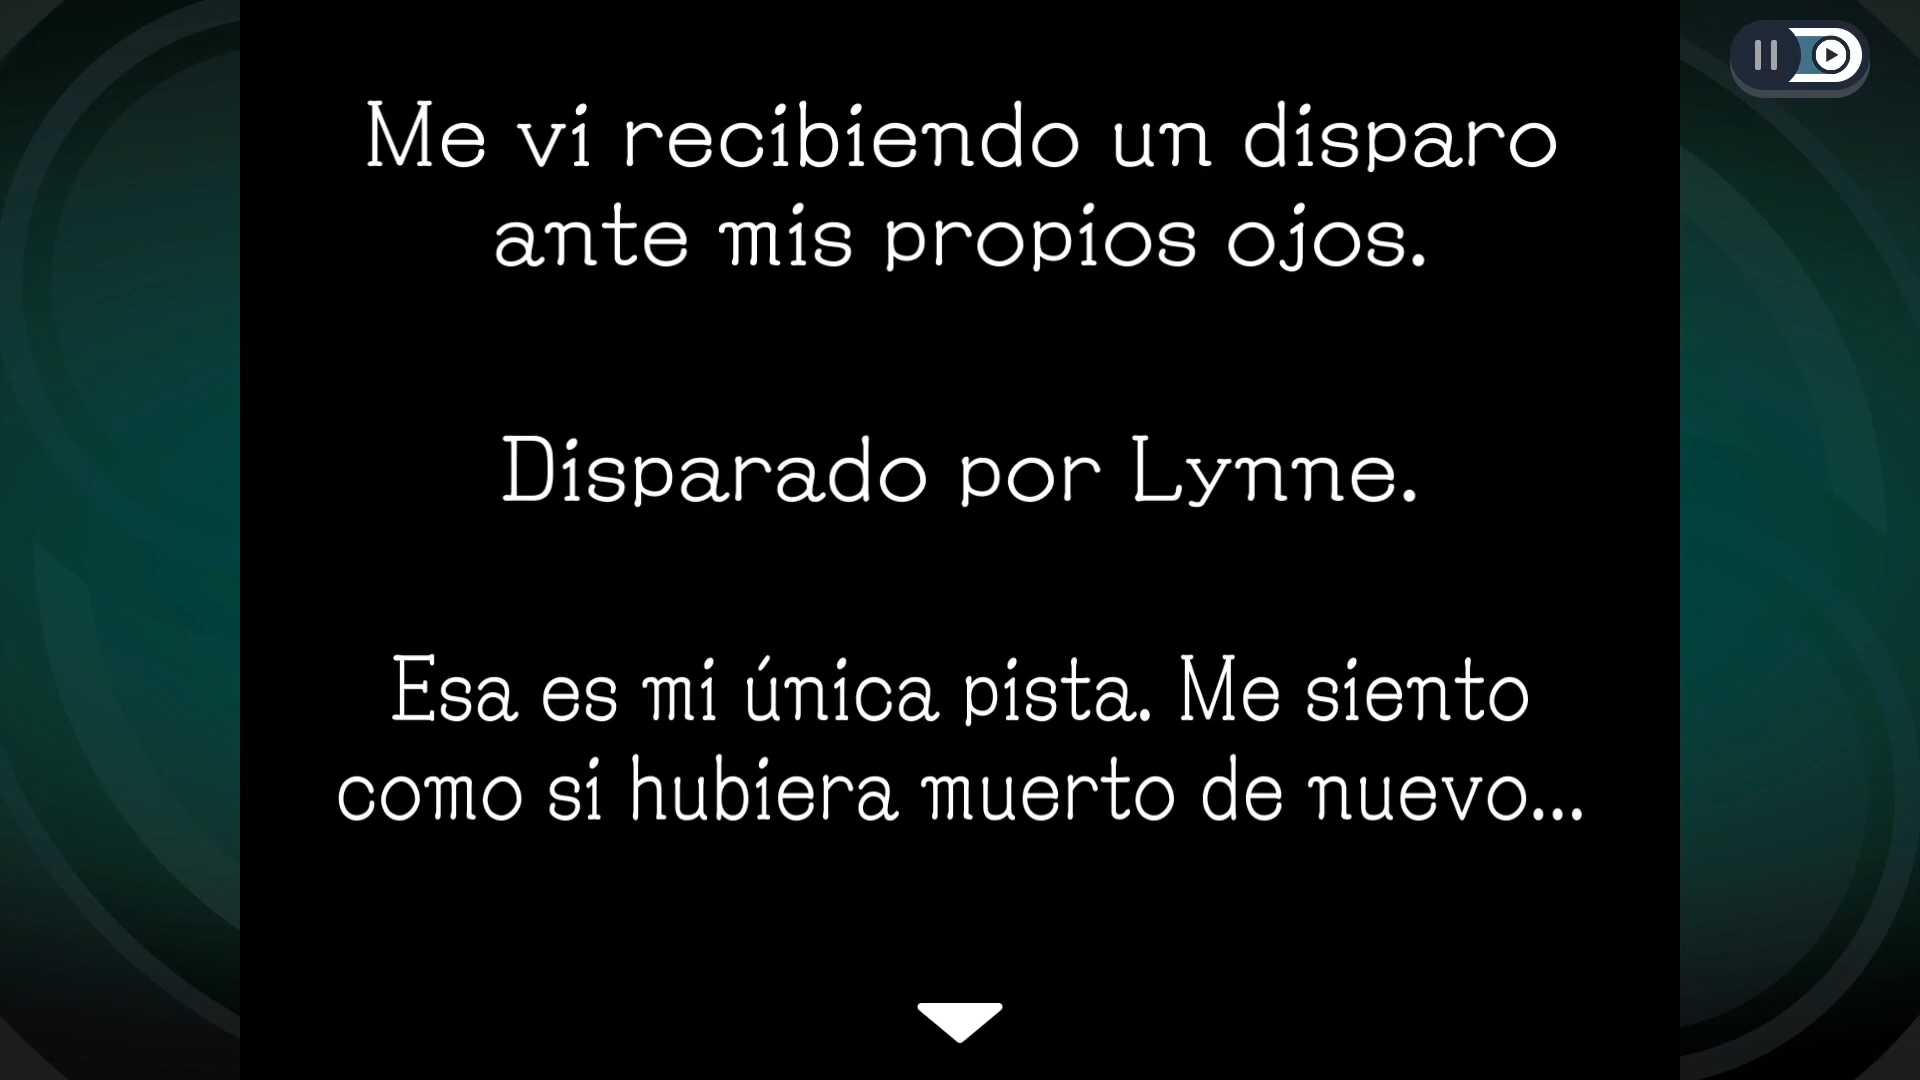 Me vi recibiendo un disparo
ante mis propios ojos.
Disparado por Lynne.
Esa es mi única pista. Me siento
como si hubiera muerto de nuevo...